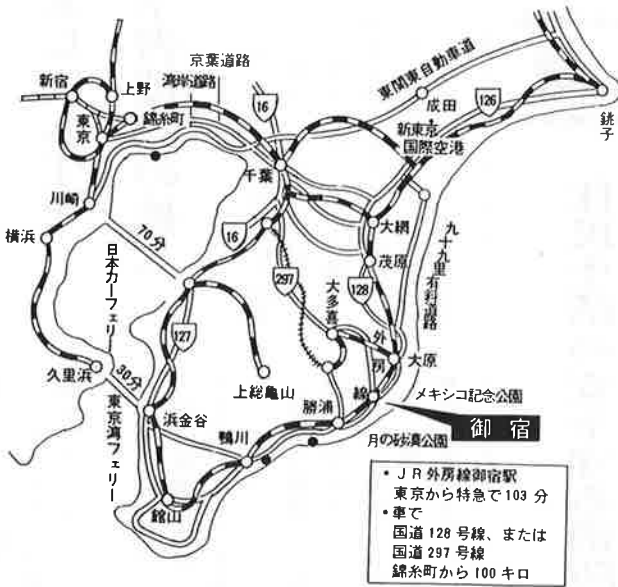 京葉道路
湾岸道路
新宿
上野
東京
錦糸町
16
東関東自動車道
成田
126
銚子
新東京
国際空港
千葉
川崎
横浜
70分
日本カーフェリー
16
大網
茂原
九十九里有料道路
297
128
大多喜
外房線
大原
127
上総亀山
久里浜
30分
東京湾フェリー
浜金谷
勝浦
メキシコ記念公園
御宿
鴨川
月の砂漠公園
館山
・JR外房線御宿駅
東京から特急で103分
・車で
国道128号線、または
国道297号線
錦糸町から100キロ